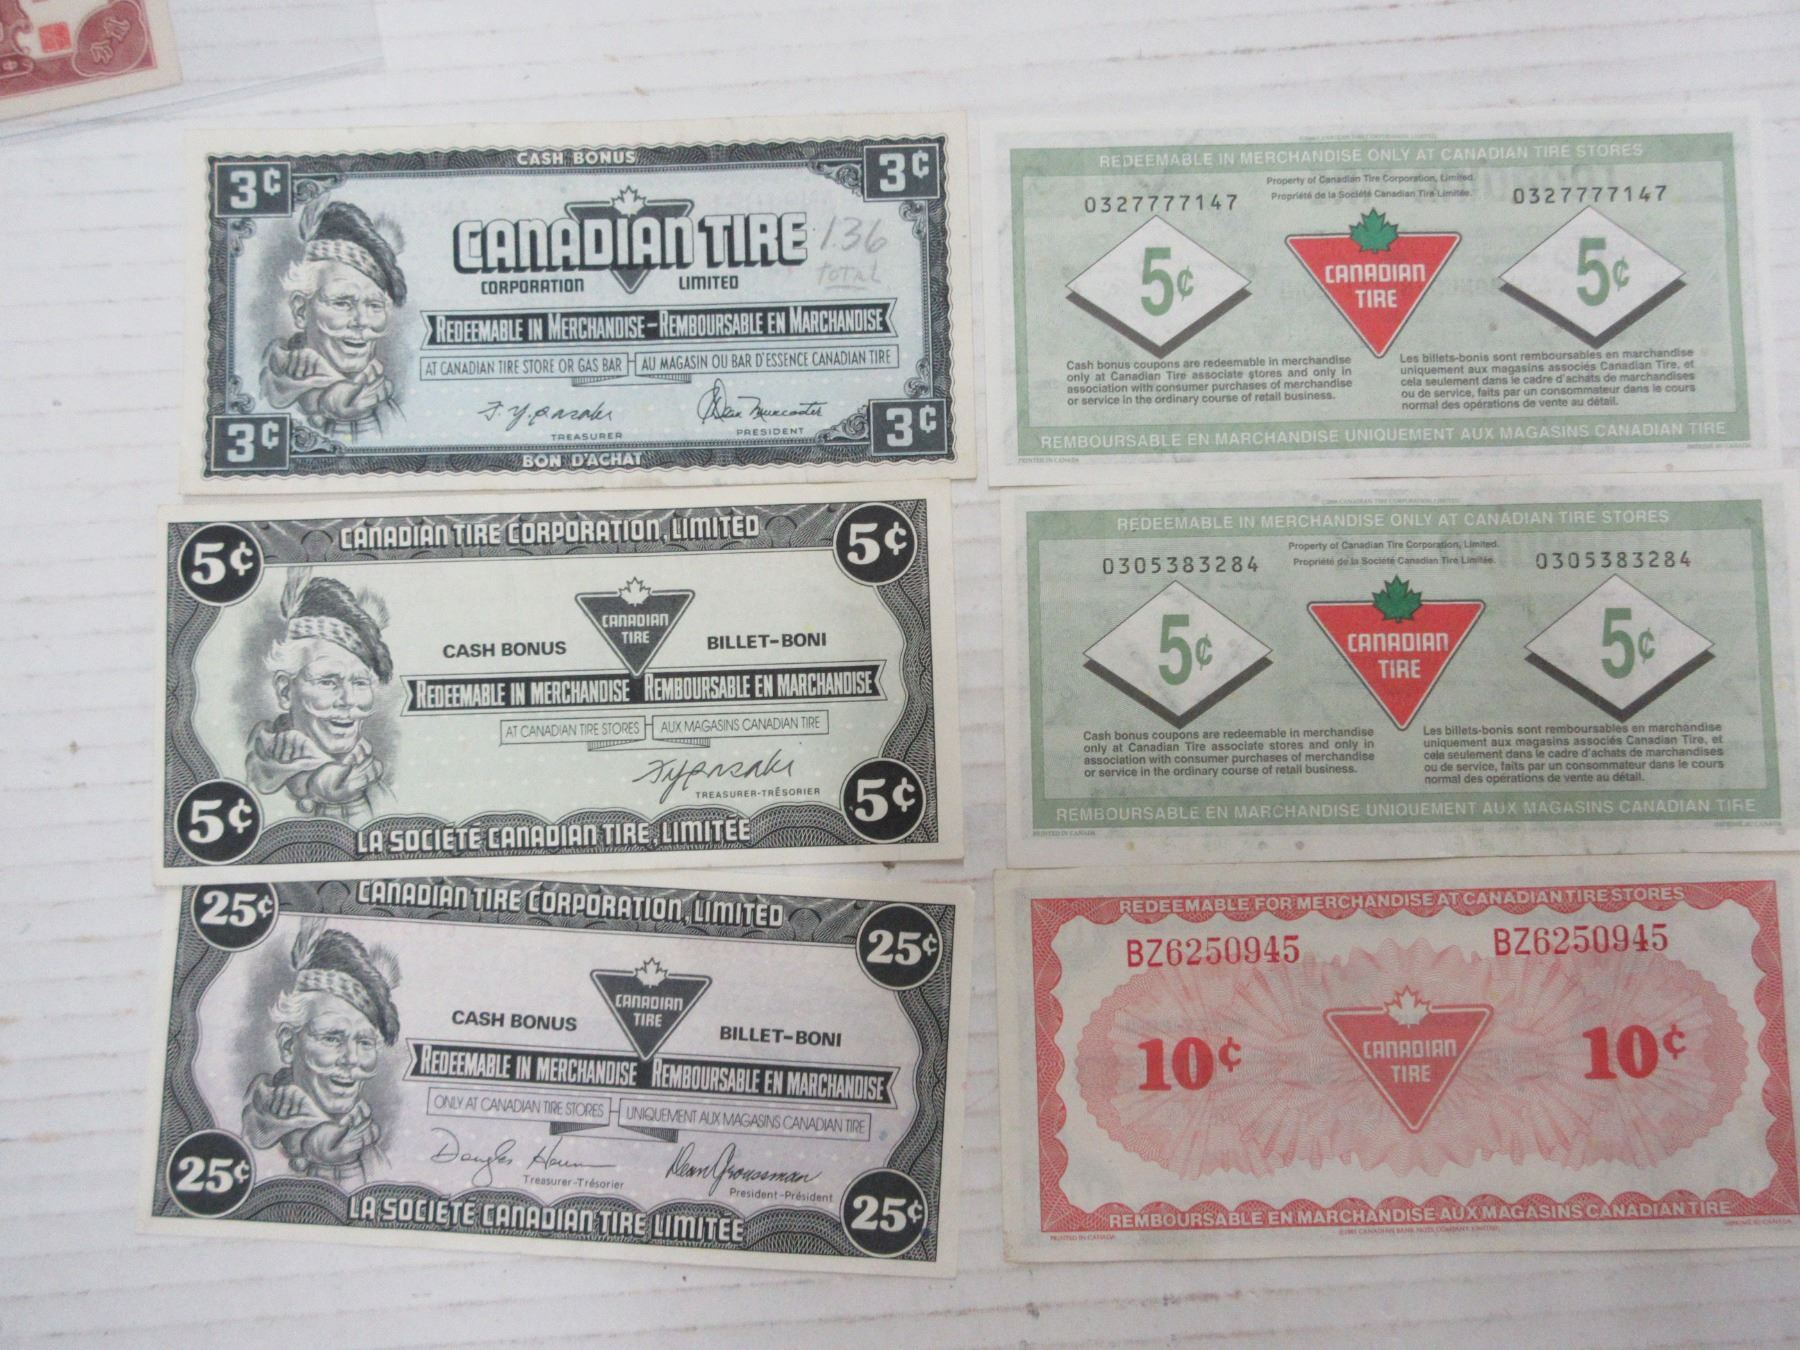 3¢ CASH BONUS 3¢
CANADIAN TIRE 136
TOTAL
CORPORATION LIMITED
REDEEMABLE IN MERCHANDISE-REMBOURSABLE EN MARCHANDISE
AT CANADIAN TIRE STORE OR GAS BAR AU MAGASIN OU BAR D'ESSENCE CANADIAN TIRE
TREASURER PRESIDENT
3¢ BON D'ACHAT 3¢
5¢ CANADIAN TIRE CORPORATION, LIMITED 5¢
CANADIAN
TIRE
CASH BONUS BILLET-BONI
REDEEMABLE IN MERCHANDISE REMBOURSABLE EN MARCHANDISE
AT CANADIAN TIRE STORES AUX MAGASINS CANADIAN TIRE
TREASURER-TRÉSORIER
5¢ LA SOCIÉTÉ CANADIAN TIRE, LIMITÉE 5¢
25¢ CANADIAN TIRE CORPORATION, LIMITED 25¢
CANADIAN
TIRE
CASH BONUS BILLET-BONI
REDEEMABLE IN MERCHANDISE REMBOURSABLE EN MARCHANDISE
ONLY AT CANADIAN TIRE STORES UNIQUEMENT AUX MAGASINS CANADIAN TIRE
Treasurer-Trésorier
President-Président
25¢ LA SOCIÉTÉ CANADIAN TIRE LIMITÉE 25¢
REDEEMABLE IN MERCHANDISE ONLY AT CANADIAN TIRE STORES
Property of Canadian Tire Corporation, Limited.
Propriété de la Société Canadian Tire Limitée.
0327777147 0327777147
5¢ CANADIAN 5¢
TIRE
Cash bonus coupons are redeemable in merchandise
only at Canadian Tire associate stores and only in
association with consumer purchases of merchandise
or service in the ordinary course of retail business.
Les billets-bonis sont remboursables en marchandise
uniquement aux magasins associés Canadian Tire, et
cela seulement dans le cadre d'achats de marchandises
ou de service, faits par un consommateur dans le cours
normal des opérations de vente au détail.
REMBOURSABLE EN MARCHANDISE UNIQUEMENT AUX MAGASINS CANADIAN TIRE
PRINTED IN CANADA
REDEEMABLE IN MERCHANDISE ONLY AT CANADIAN TIRE STORES
Property of Canadian Tire Corporation, Limited.
Propriété de la Société Canadian Tire Limitée.
0305383284 0305383284
5¢ CANADIAN 5¢
TIRE
Cash bonus coupons are redeemable in merchandise
only at Canadian Tire associate stores and only in
association with consumer purchases of merchandise
or service in the ordinary course of retail business.
Les billets-bonis sont remboursables en marchandise
uniquement aux magasins associés Canadian Tire, et
cela seulement dans le cadre d'achats de marchandises
ou de service, faits par un consommateur dans le cours
normal des opérations de vente au détail.
REMBOURSABLE EN MARCHANDISE UNIQUEMENT AUX MAGASINS CANADIAN TIRE
PRINTED IN CANADA
REDEEMABLE FOR MERCHANDISE AT CANADIAN TIRE STORES
BZ6250945 BZ6250945
10¢ CANADIAN 10¢
TIRE
REMBOURSABLE EN MARCHANDISE AUX MAGASINS CANADIAN TIRE
PRINTED IN CANADA